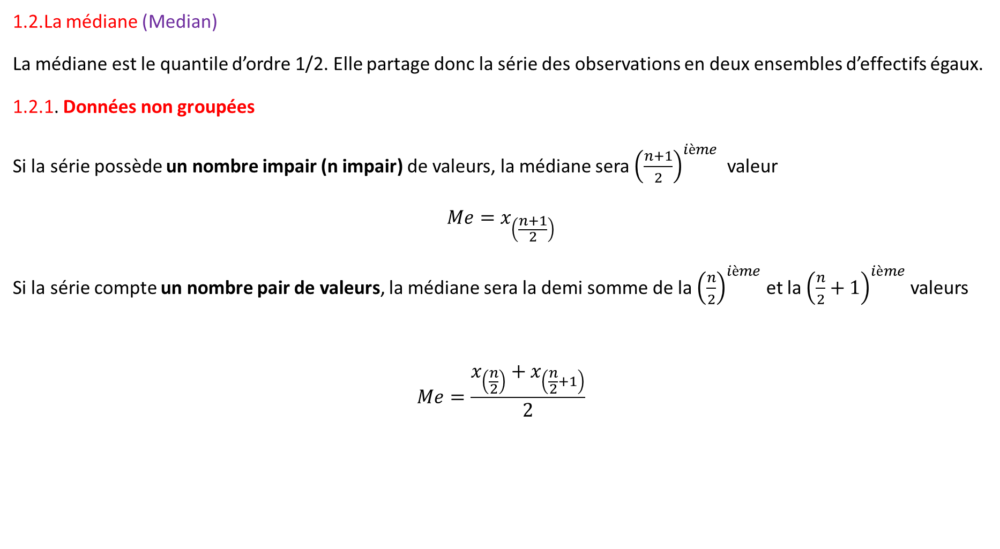 1.2.La médiane (Median)
La médiane est le quantile d’ordre 1/2. Elle partage donc la série des observations en deux ensembles d’effectifs égaux.
1.2.1. Données non groupées
Si la série possède un nombre impair (n impair) de valeurs, la médiane sera $\left(\frac{n+1}{2}\right)^{ième}$ valeur
$Me = x_{\left(\frac{n+1}{2}\right)}$
Si la série compte un nombre pair de valeurs, la médiane sera la demi somme de la $\left(\frac{n}{2}\right)^{ième}$ et la $\left(\frac{n}{2}+1\right)^{ième}$ valeurs
$Me = \frac{x_{\left(\frac{n}{2}\right)} + x_{\left(\frac{n}{2}+1\right)}}{2}$